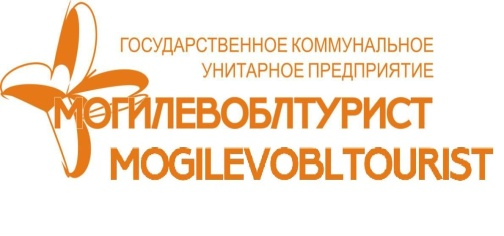 ГОСУДАРСТВЕННОЕ КОММУНАЛЬНОЕ
УНИТАРНОЕ ПРЕДПРИЯТИЕ
МОГИЛЕВОБЛТУРИСТ
MOGILEVOBLTOURIST